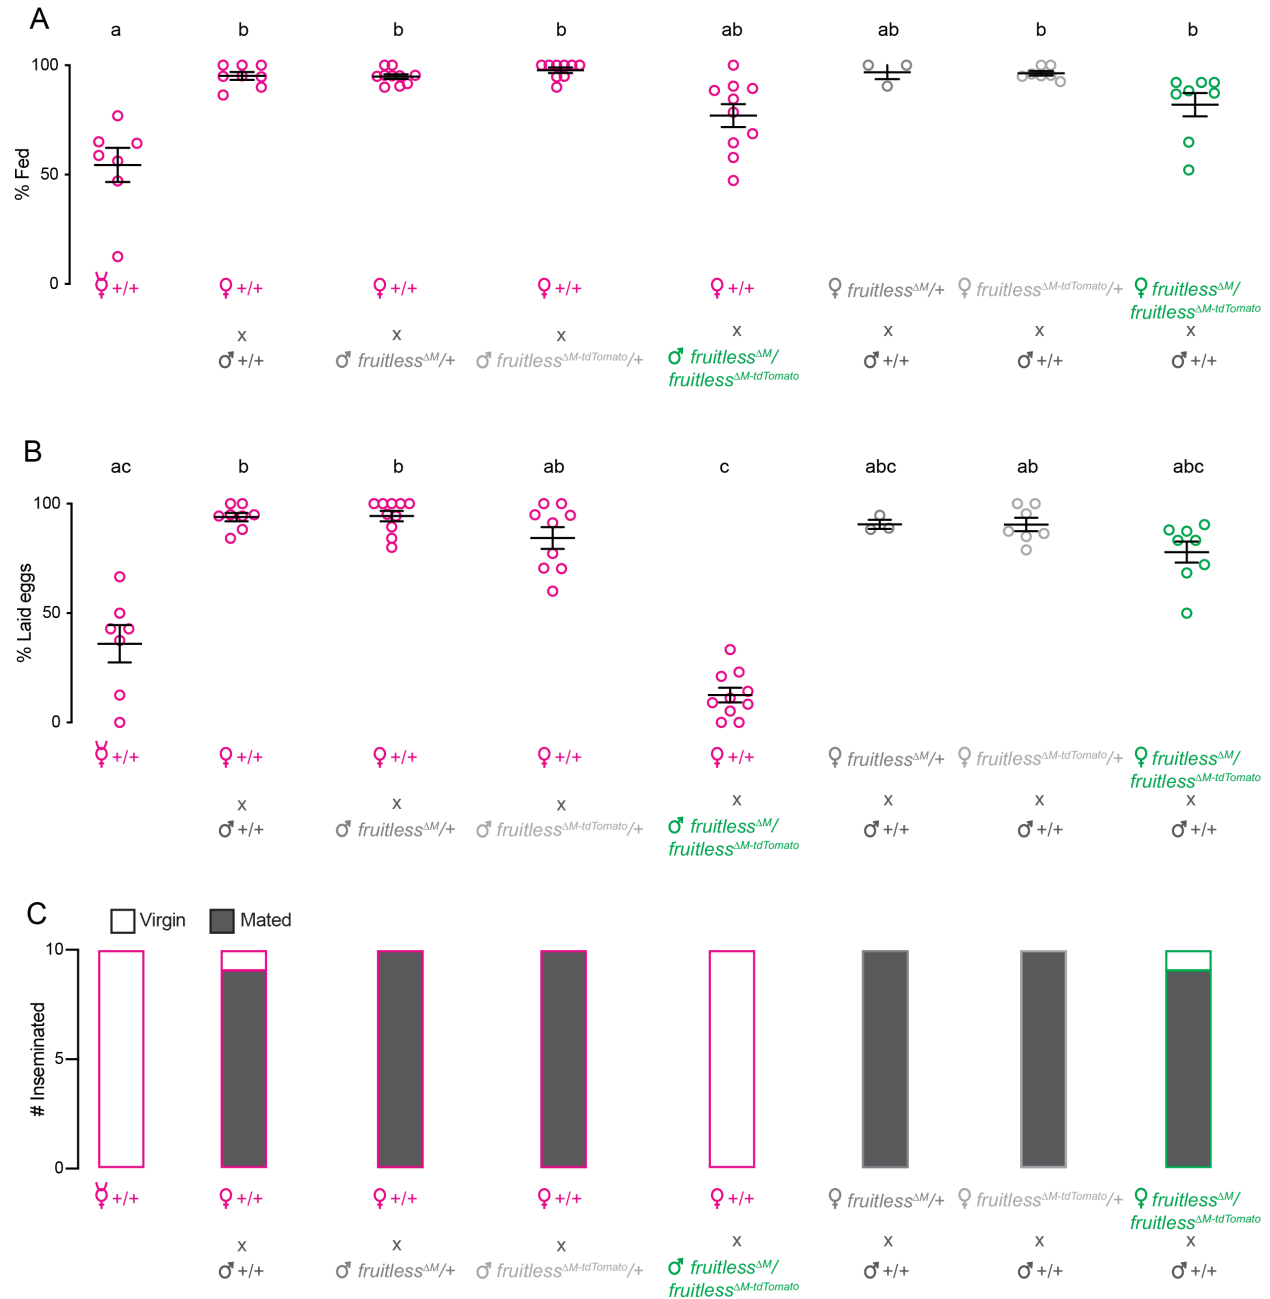 A
a b b b ab ab b b
100
% Fed
50
0
♀ +/+ ♀ +/+ ♀ +/+ ♀ +/+ ♀ +/+ ♀ fruitlessΔM/+ ♀ fruitlessΔM-tdTomato/+ ♀ fruitlessΔM/
fruitlessΔM-tdTomato
x x x x x x x
♂ +/+ ♂ fruitlessΔM/+ ♂ fruitlessΔM-tdTomato/+ ♂ fruitlessΔM/ ♂ +/+ ♂ +/+ ♂ +/+
fruitlessΔM-tdTomato
B
ac b b ab c abc ab abc
100
% Laid eggs
50
0
♀ +/+ ♀ +/+ ♀ +/+ ♀ +/+ ♀ +/+ ♀ fruitlessΔM/+ ♀ fruitlessΔM-tdTomato/+ ♀ fruitlessΔM/
fruitlessΔM-tdTomato
x x x x x x x
♂ +/+ ♂ fruitlessΔM/+ ♂ fruitlessΔM-tdTomato/+ ♂ fruitlessΔM/ ♂ +/+ ♂ +/+ ♂ +/+
fruitlessΔM-tdTomato
C
Virgin Mated
10
# Inseminated
5
0
♀ +/+ ♀ +/+ ♀ +/+ ♀ +/+ ♀ +/+ ♀ fruitlessΔM/+ ♀ fruitlessΔM-tdTomato/+ ♀ fruitlessΔM/
fruitlessΔM-tdTomato
x x x x x x x
♂ +/+ ♂ fruitlessΔM/+ ♂ fruitlessΔM-tdTomato/+ ♂ fruitlessΔM/ ♂ +/+ ♂ +/+ ♂ +/+
fruitlessΔM-tdTomato